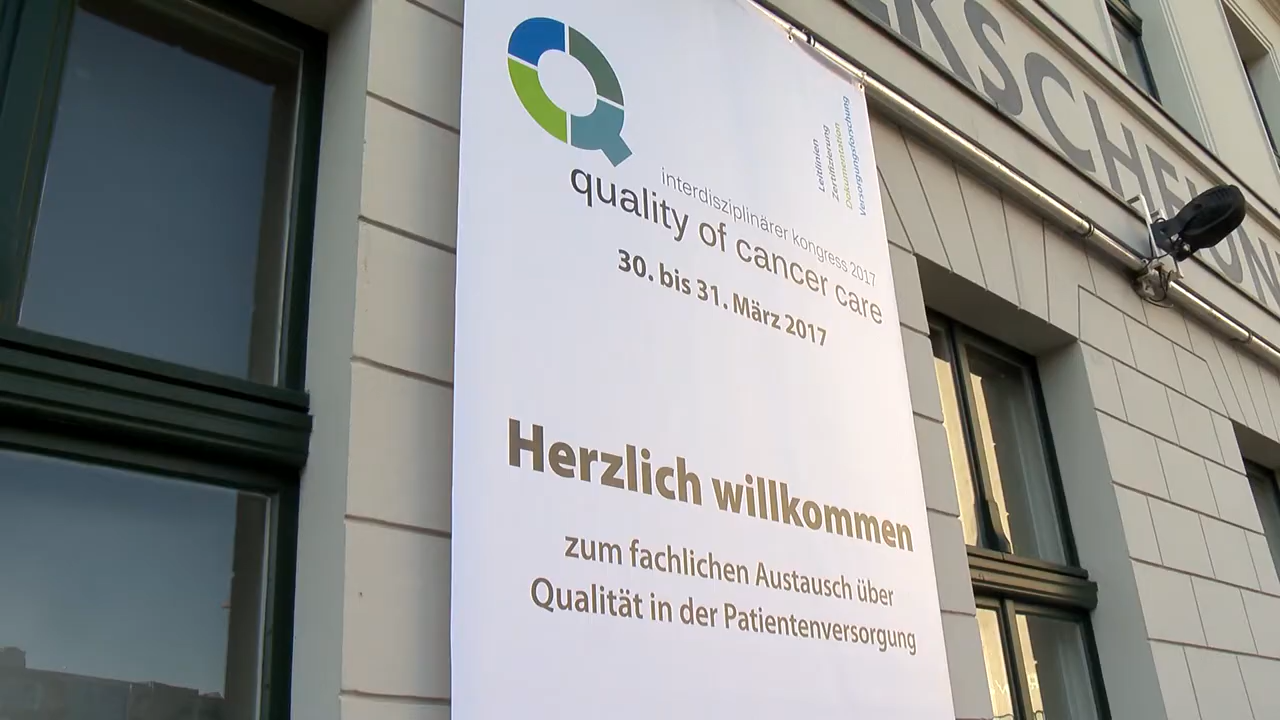 Leitlinien
Zertifizierung
Dokumentation
Versorgungsforschung
interdisziplinärer kongress 2017
quality of cancer care
30. bis 31. März 2017
Herzlich willkommen
zum fachlichen Austausch über
Qualität in der Patientenversorgung